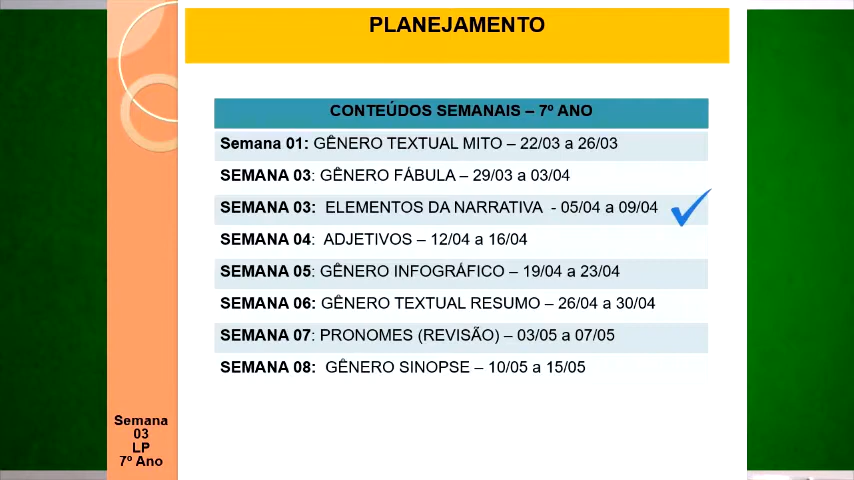 PLANEJAMENTO
CONTEÚDOS SEMANAIS – 7º ANO
Semana 01: GÊNERO TEXTUAL MITO – 22/03 a 26/03
SEMANA 03: GÊNERO FÁBULA – 29/03 a 03/04
SEMANA 03: ELEMENTOS DA NARRATIVA - 05/04 a 09/04
SEMANA 04: ADJETIVOS – 12/04 a 16/04
SEMANA 05: GÊNERO INFOGRÁFICO – 19/04 a 23/04
SEMANA 06: GÊNERO TEXTUAL RESUMO – 26/04 a 30/04
SEMANA 07: PRONOMES (REVISÃO) – 03/05 a 07/05
SEMANA 08: GÊNERO SINOPSE – 10/05 a 15/05
Semana
03
LP
7º Ano